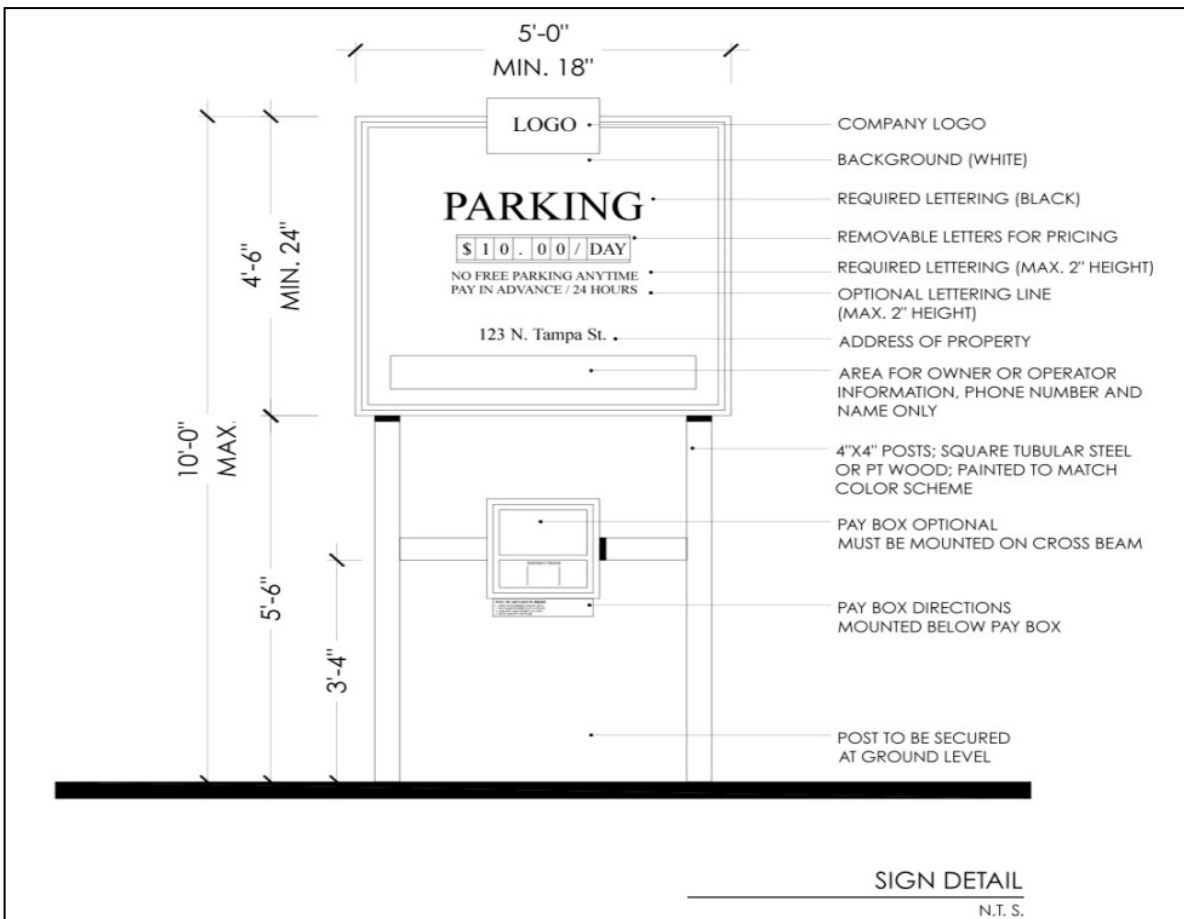 5'-0"
MIN. 18"
LOGO
COMPANY LOGO
BACKGROUND (WHITE)
PARKING
REQUIRED LETTERING (BLACK)
$10.00/DAY
REMOVABLE LETTERS FOR PRICING
NO FREE PARKING ANYTIME
REQUIRED LETTERING (MAX. 2" HEIGHT)
PAY IN ADVANCE / 24 HOURS
OPTIONAL LETTERING LINE
(MAX. 2" HEIGHT)
4'-6"
MIN. 24"
123 N. Tampa St.
ADDRESS OF PROPERTY
AREA FOR OWNER OR OPERATOR
INFORMATION, PHONE NUMBER AND
NAME ONLY
10'-0"
MAX.
4"X4" POSTS; SQUARE TUBULAR STEEL
OR PT WOOD; PAINTED TO MATCH
COLOR SCHEME
PAY BOX OPTIONAL
MUST BE MOUNTED ON CROSS BEAM
5'-6"
PAY BOX DIRECTIONS
MOUNTED BELOW PAY BOX
3'-4"
POST TO BE SECURED
AT GROUND LEVEL
SIGN DETAIL
N.T. S.